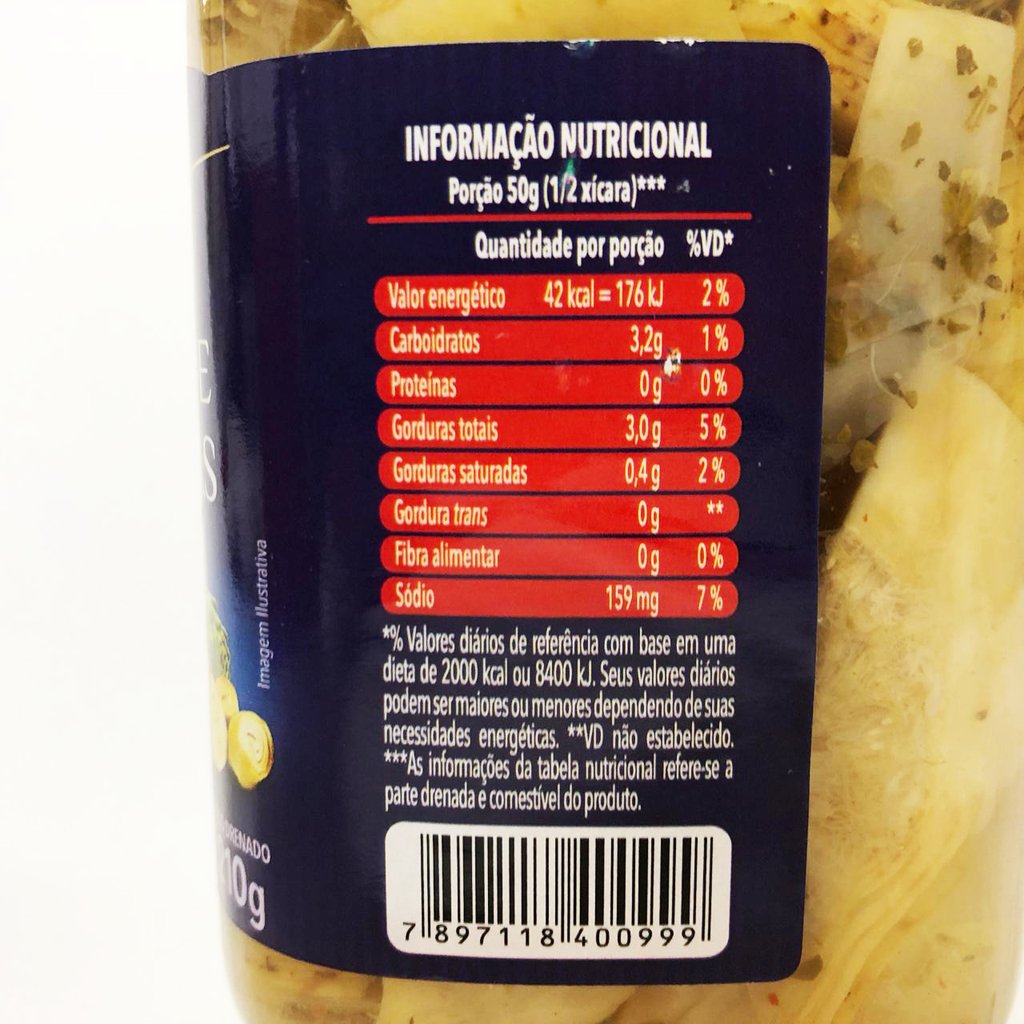 INFORMAÇÃO NUTRICIONAL
Porção 50g (1/2 xícara)***
Quantidade por porção %VD*
Valor energético 42 kcal = 176 kJ 2 %
Carboidratos 3,2g 1 %
Proteínas 0 g 0 %
Gorduras totais 3,0 g 5 %
Gorduras saturadas 0,4 g 2 %
Gordura trans 0 g **
Fibra alimentar 0 g 0 %
Sódio 159 mg 7 %
*% Valores diários de referência com base em uma
dieta de 2000 kcal ou 8400 kJ. Seus valores diários
podem ser maiores ou menores dependendo de suas
necessidades energéticas. **VD não estabelecido.
***As informações da tabela nutricional refere-se a
parte drenada e comestível do produto.
7 897118 400999
E
S
Imagem Ilustrativa